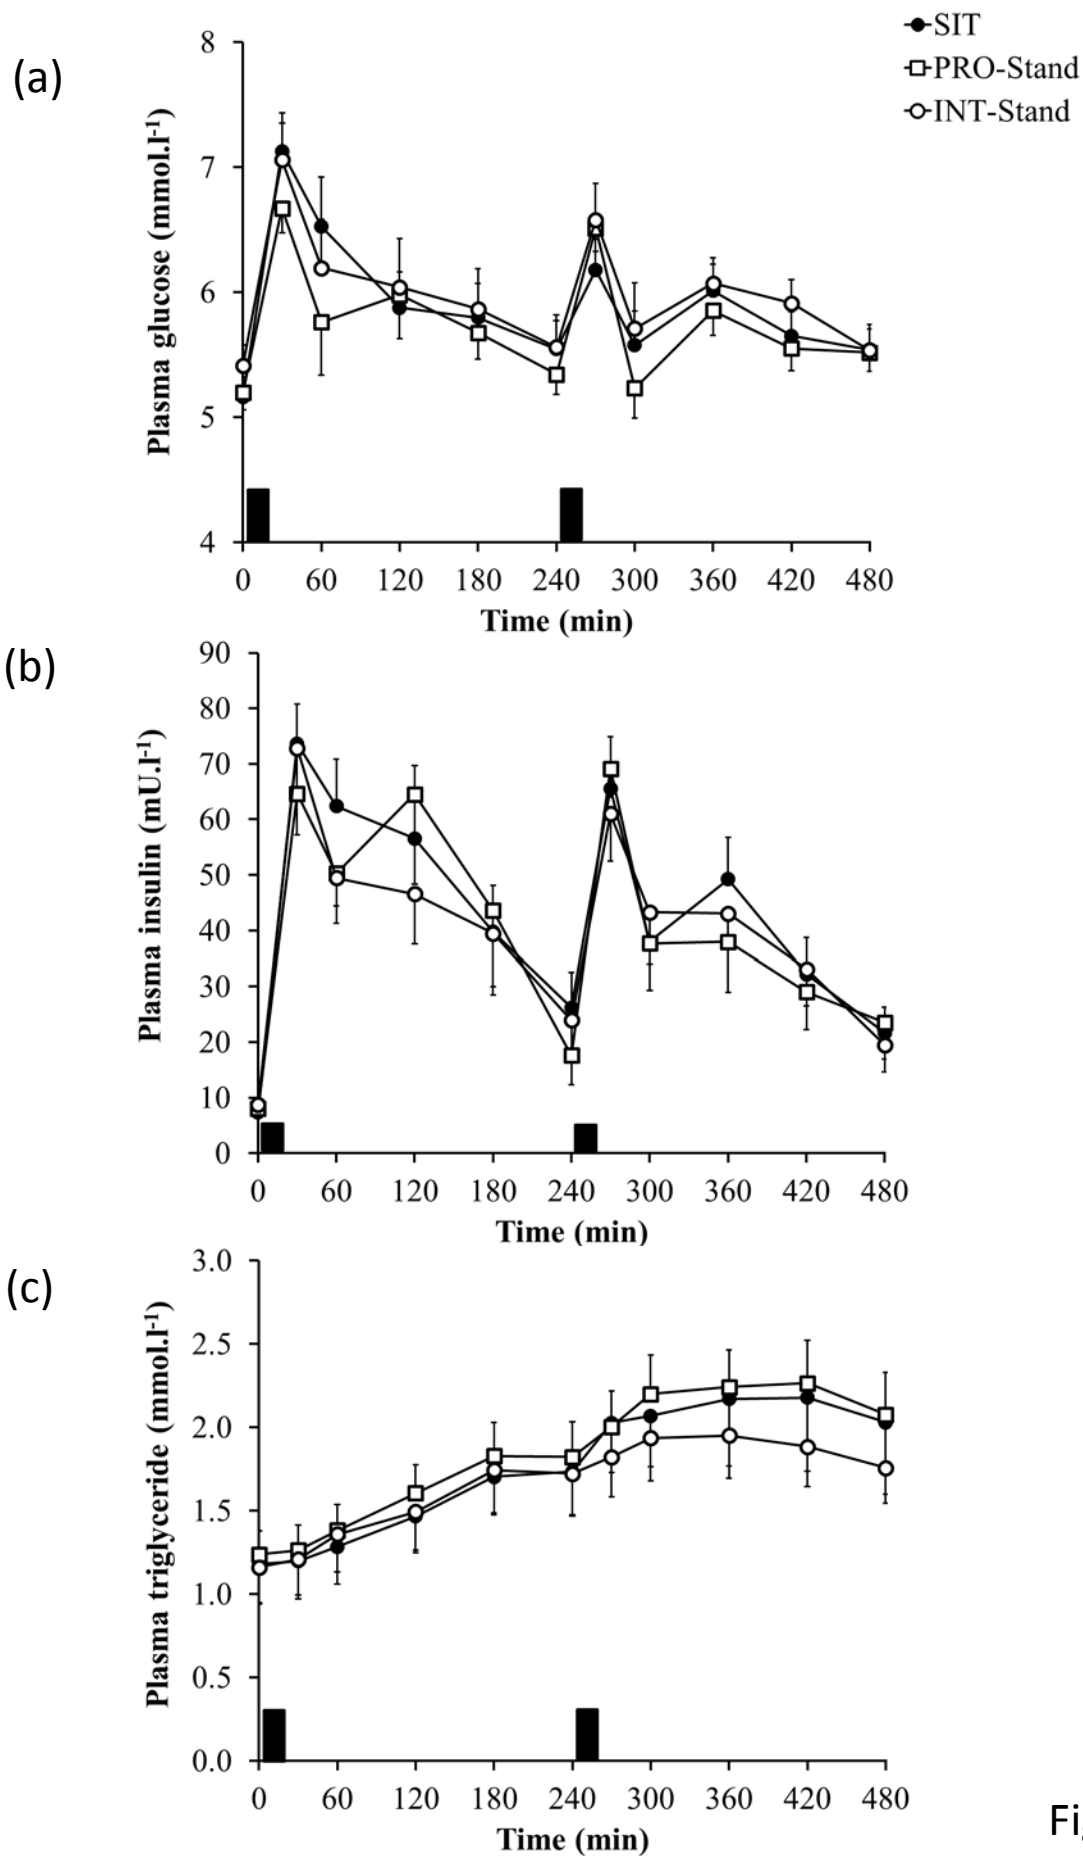 SIT
PRO-Stand
INT-Stand
(a)
Plasma glucose (mmol.l-1)
8
7
6
5
4
0 60 120 180 240 300 360 420 480
Time (min)
(b)
Plasma insulin (mU.l-1)
90
80
70
60
50
40
30
20
10
0
0 60 120 180 240 300 360 420 480
Time (min)
(c)
Plasma triglyceride (mmol.l-1)
3.0
2.5
2.0
1.5
1.0
0.5
0.0
0 60 120 180 240 300 360 420 480
Time (min)